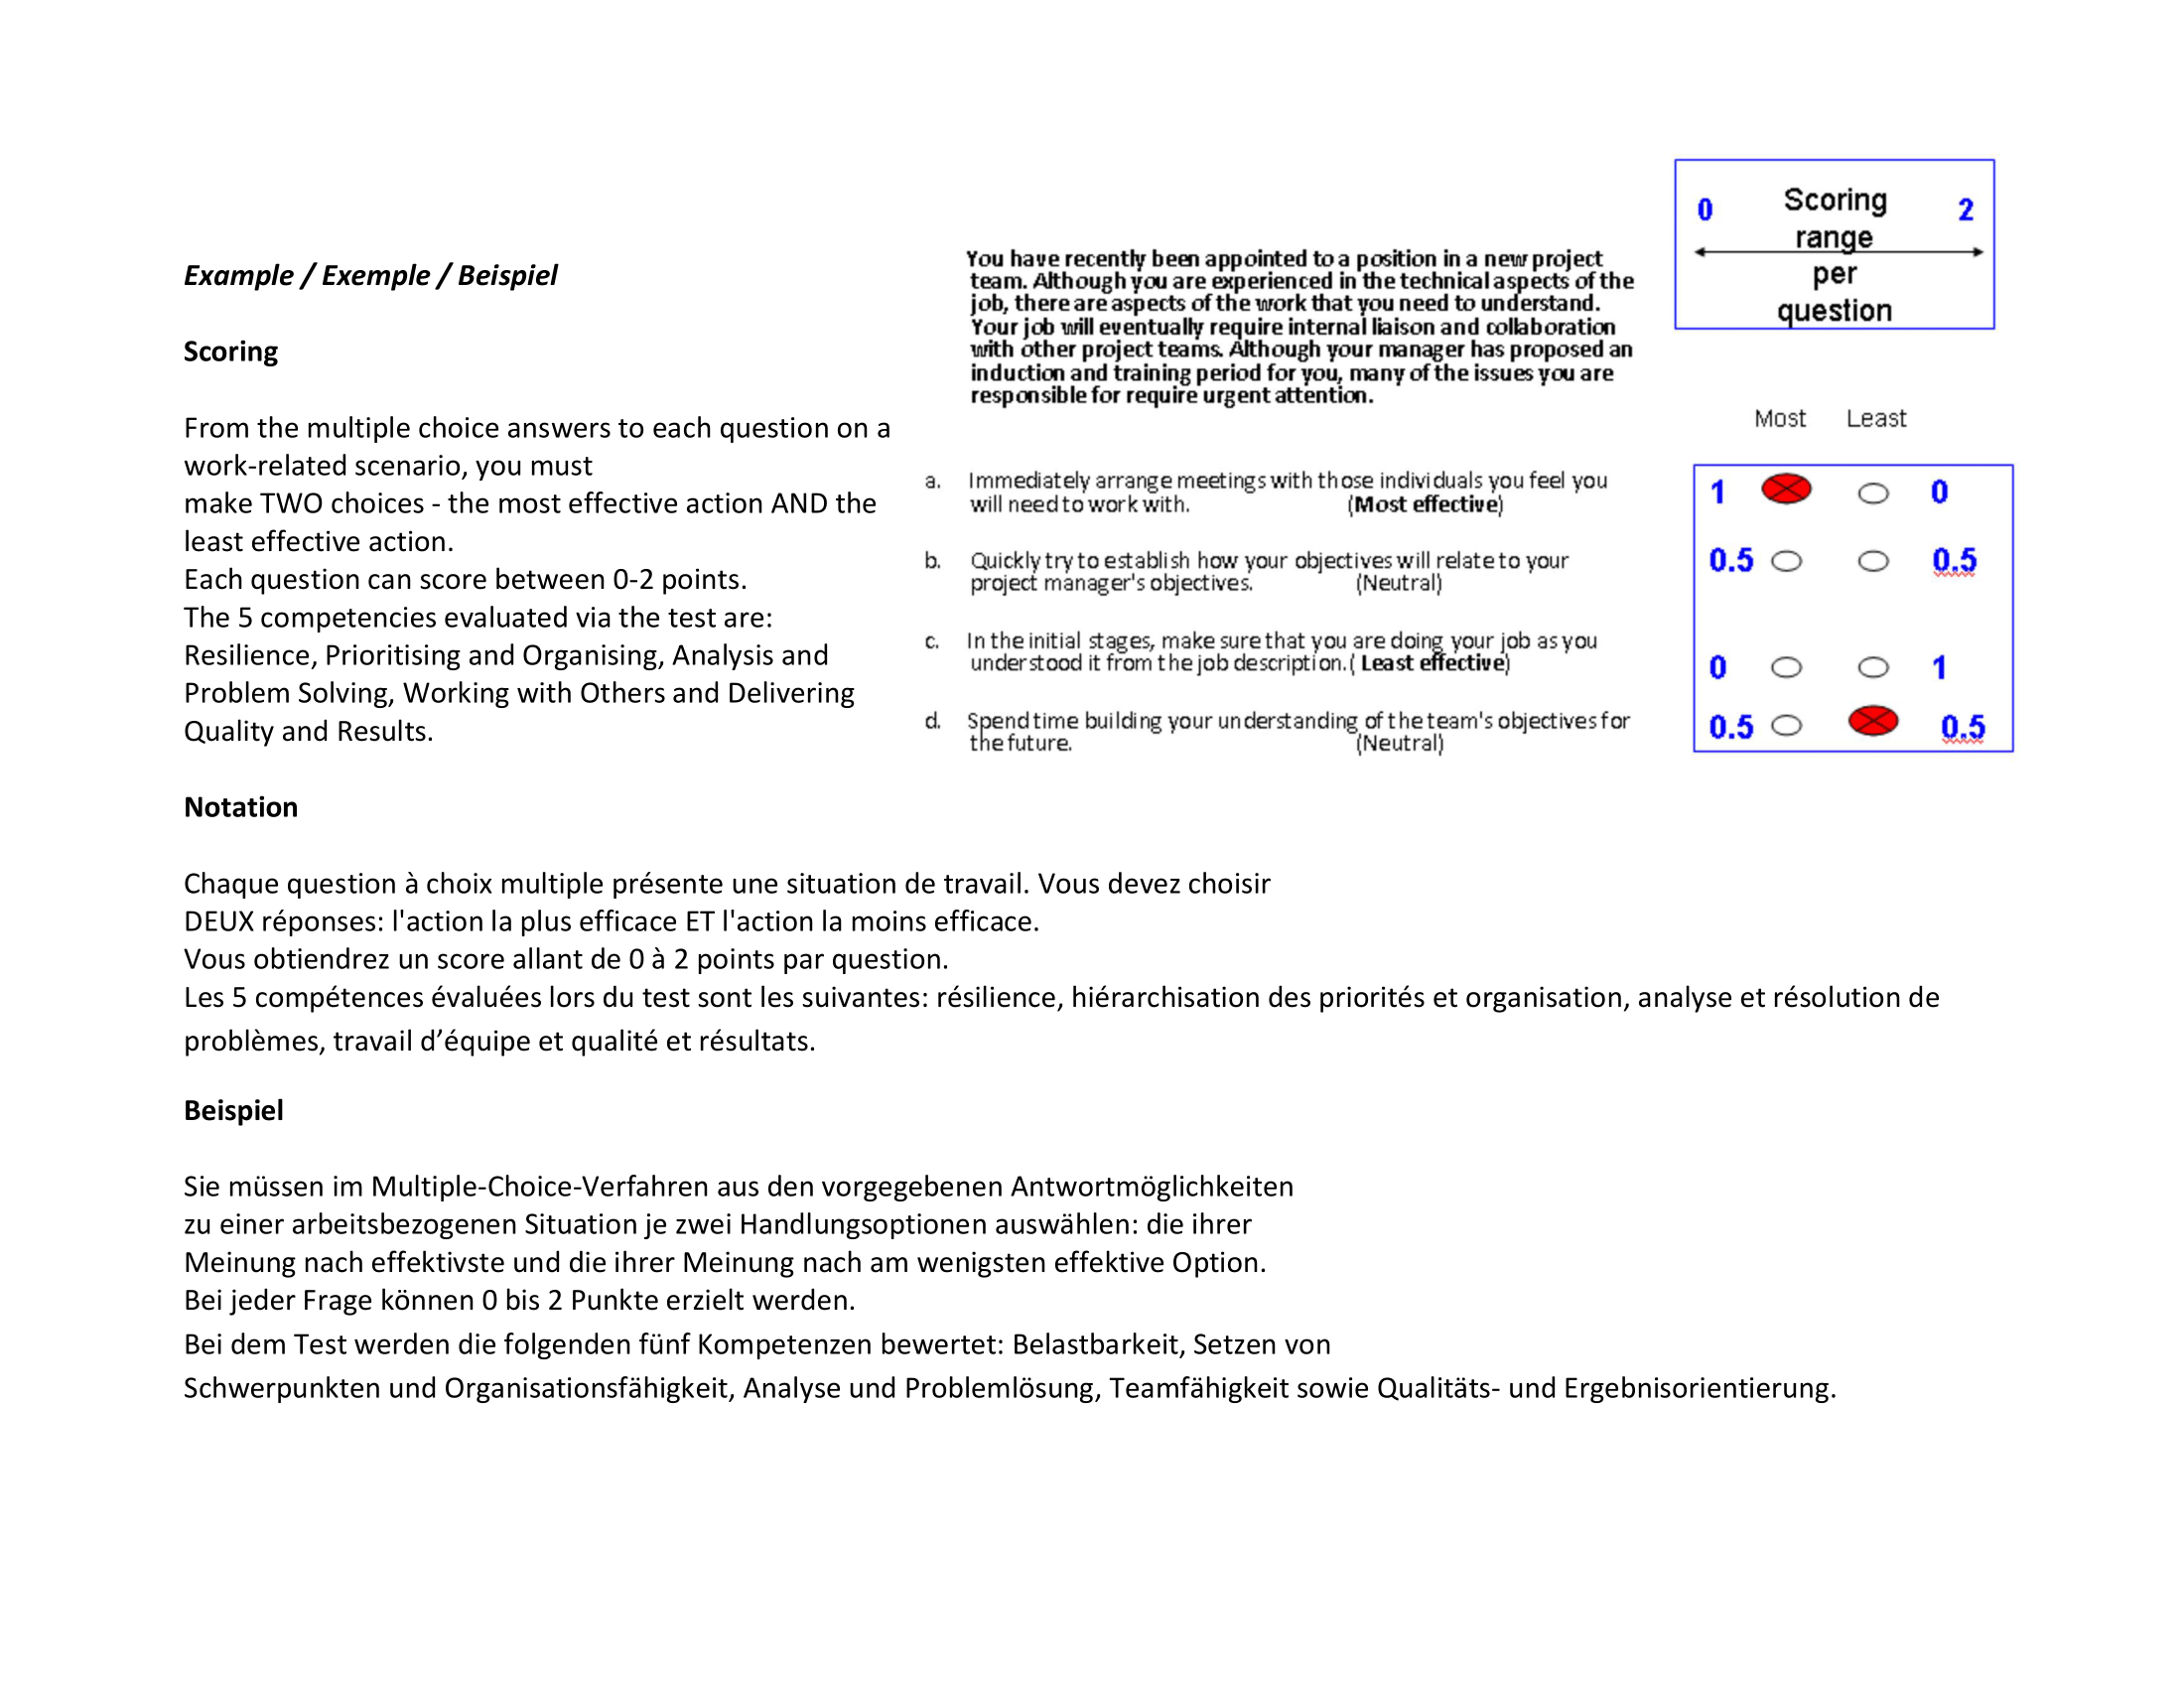 Example / Exemple / Beispiel
Scoring
From the multiple choice answers to each question on a
work-related scenario, you must
make TWO choices - the most effective action AND the
least effective action.
Each question can score between 0-2 points.
The 5 competencies evaluated via the test are:
Resilience, Prioritising and Organising, Analysis and
Problem Solving, Working with Others and Delivering
Quality and Results.
You have recently been appointed to a position in a new project
team. Although you are experienced in the technical aspects of the
job, there are aspects of the work that you need to understand.
Your job will eventually require internal liaison and collaboration
with other project teams. Although your manager has proposed an
induction and training period for you, many of the issues you are
responsible for require urgent attention.
0 Scoring 2
range
per
question
Most Least
a. Immediately arrange meetings with those individuals you feel you
will need to work with. (Most effective)
1 0
b. Quickly try to establish how your objectives will relate to your
project manager's objectives. (Neutral)
0.5 0.5
c. In the initial stages, make sure that you are doing your job as you
understood it from the job description.( Least effective)
0 1
d. Spend time building your understanding of the team's objectives for
the future. (Neutral)
0.5 0.5
Notation
Chaque question à choix multiple présente une situation de travail. Vous devez choisir
DEUX réponses: l'action la plus efficace ET l'action la moins efficace.
Vous obtiendrez un score allant de 0 à 2 points par question.
Les 5 compétences évaluées lors du test sont les suivantes: résilience, hiérarchisation des priorités et organisation, analyse et résolution de
problèmes, travail d’équipe et qualité et résultats.
Beispiel
Sie müssen im Multiple-Choice-Verfahren aus den vorgegebenen Antwortmöglichkeiten
zu einer arbeitsbezogenen Situation je zwei Handlungsoptionen auswählen: die ihrer
Meinung nach effektivste und die ihrer Meinung nach am wenigsten effektive Option.
Bei jeder Frage können 0 bis 2 Punkte erzielt werden.
Bei dem Test werden die folgenden fünf Kompetenzen bewertet: Belastbarkeit, Setzen von
Schwerpunkten und Organisationsfähigkeit, Analyse und Problemlösung, Teamfähigkeit sowie Qualitäts- und Ergebnisorientierung.